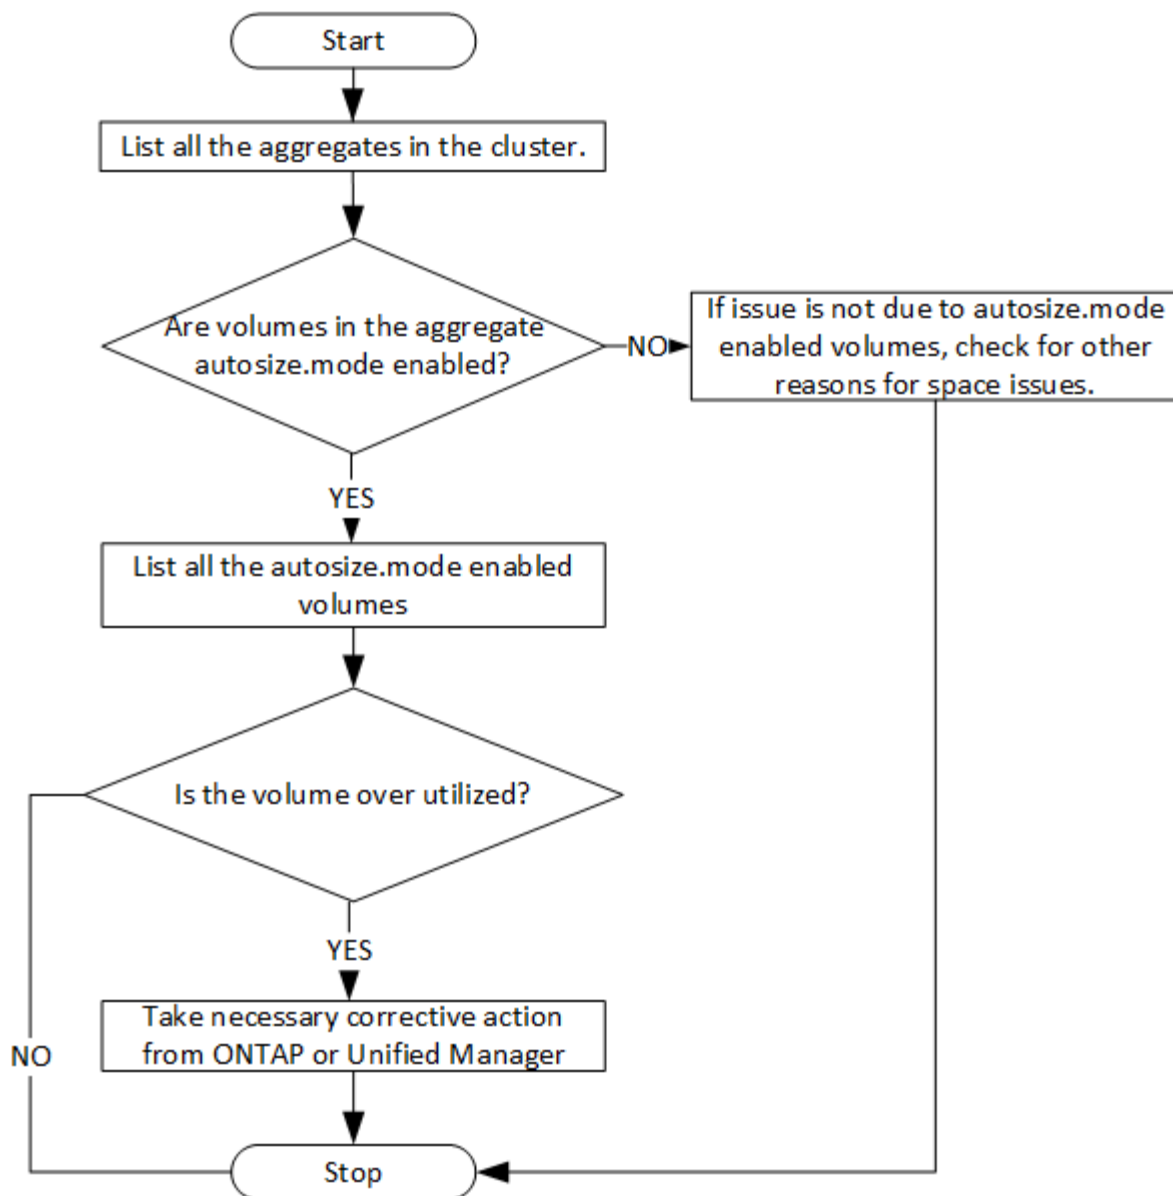 Start
List all the aggregates in the cluster.
Are volumes in the aggregate
autosize.mode enabled?
NO
If issue is not due to autosize.mode
enabled volumes, check for other
reasons for space issues.
YES
List all the autosize.mode enabled
volumes
Is the volume over utilized?
YES
Take necessary corrective action
from ONTAP or Unified Manager
NO
Stop